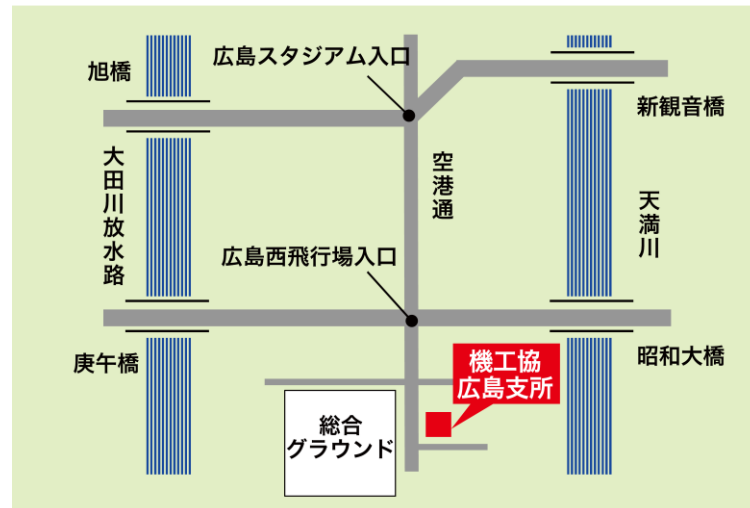 広島スタジアム入口
旭橋
新観音橋
大田川放水路
空港通
天満川
広島西飛行場入口
庚午橋
昭和大橋
機工協
広島支所
総合
グラウンド